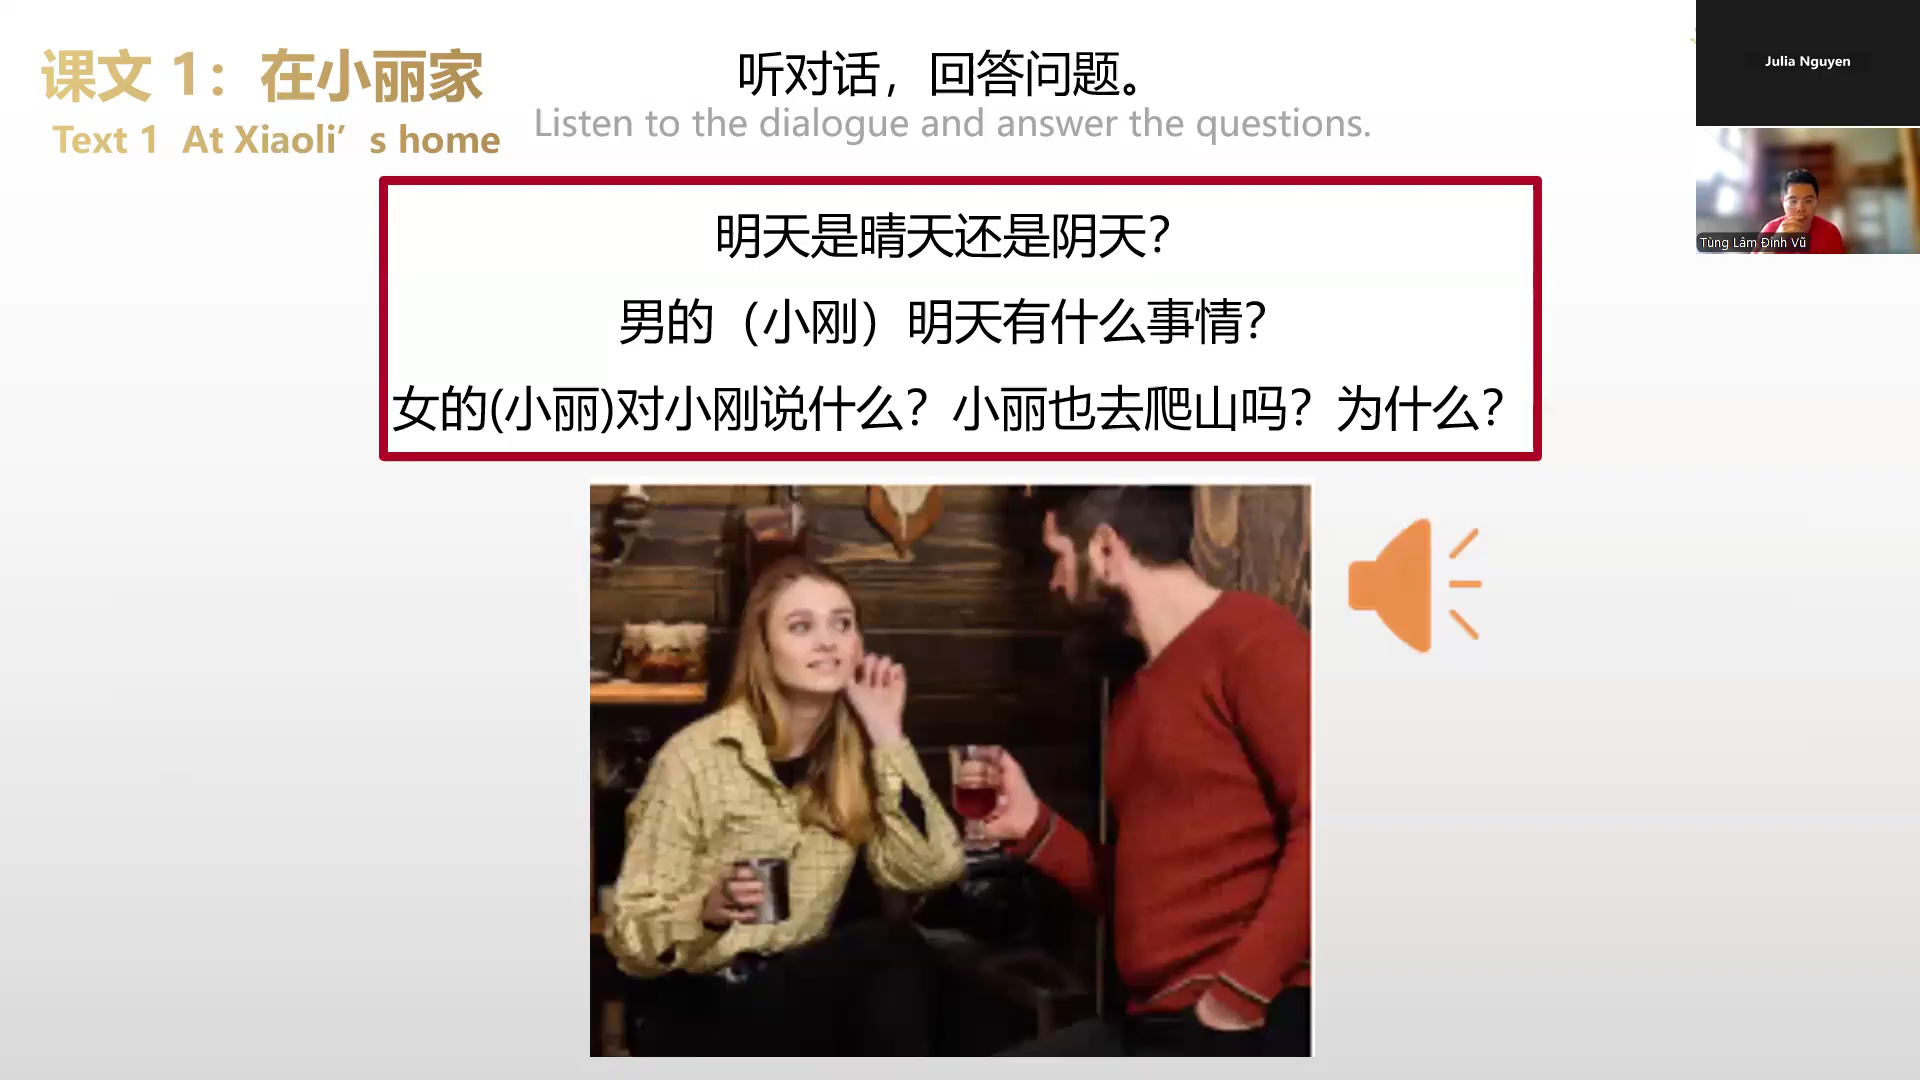 课文 1：在小丽家
Text 1 At Xiaoli’s home
听对话，回答问题。
Listen to the dialogue and answer the questions.
明天是晴天还是阴天？
男的（小刚）明天有什么事情？
女的(小丽)对小刚说什么？小丽也去爬山吗？为什么？
Julia Nguyen
Tùng Lâm Đinh Vũ